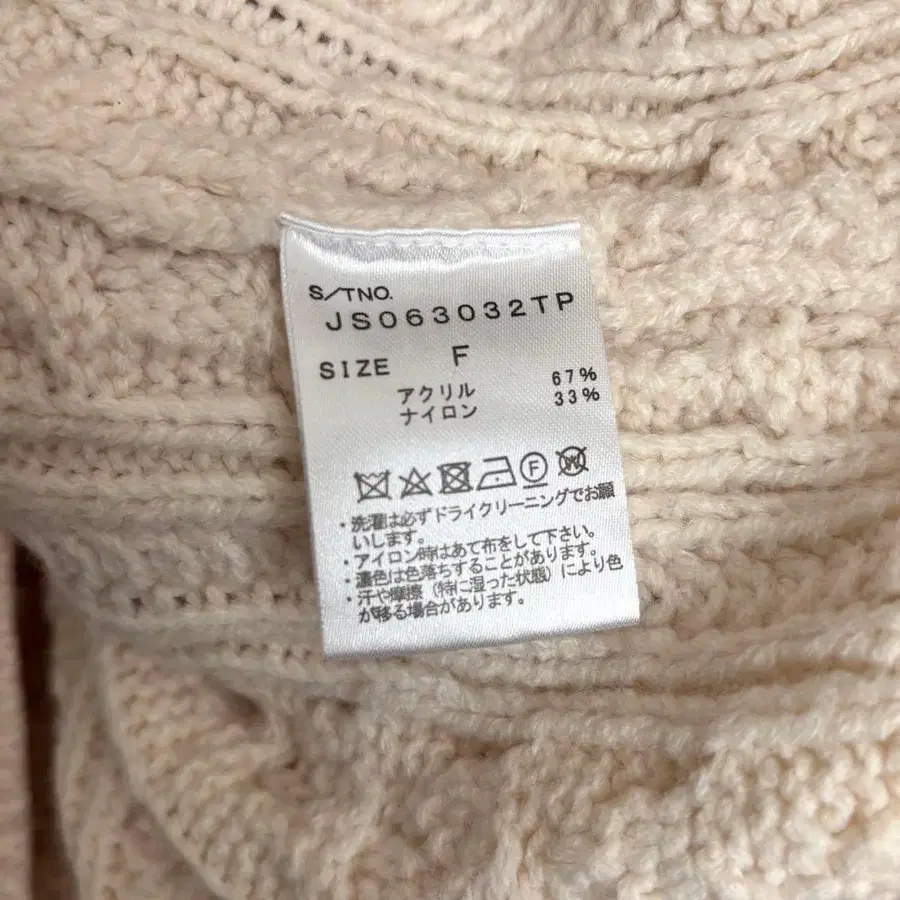 S/TNO.
JS063032TP
SIZE F
アクリル 67%
ナイロン 33%
F
W
・洗濯は必ずドライクリーニングでお願
いします。
・アイロン時はあて布をして下さい。
・濃色は色落ちすることがあります。
・汗や摩擦（特に湿った状態）により色
が移る場合があります。